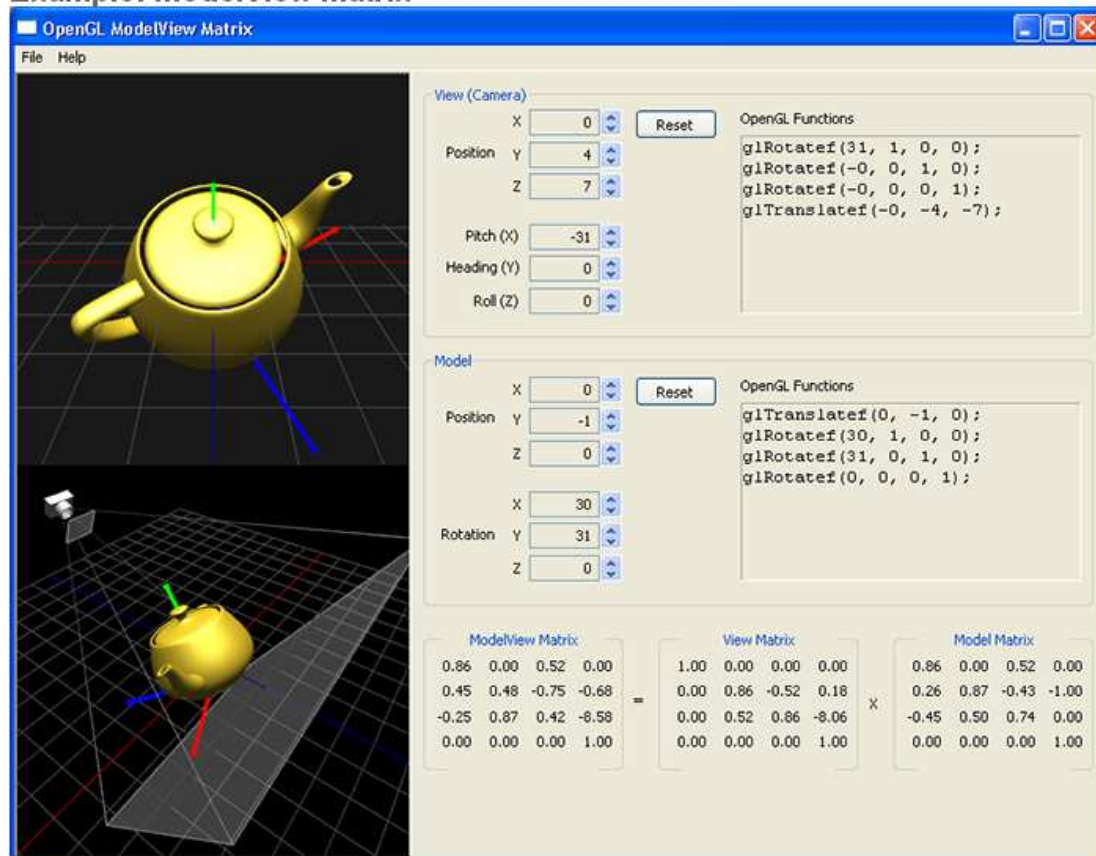 Example: ModelView Matrix
OpenGL ModelView Matrix
File Help
View (Camera)
X 0
Position Y 4
Z 7
Pitch (X) -31
Heading (Y) 0
Roll (Z) 0
Reset
OpenGL Functions
glRotatef(31, 1, 0, 0);
glRotatef(-0, 0, 1, 0);
glRotatef(-0, 0, 0, 1);
glTranslatef(-0, -4, -7);
Model
X 0
Position Y -1
Z 0
X 30
Rotation Y 31
Z 0
Reset
OpenGL Functions
glTranslatef(0, -1, 0);
glRotatef(30, 1, 0, 0);
glRotatef(31, 0, 1, 0);
glRotatef(0, 0, 0, 1);
ModelView Matrix
0.86 0.00 0.52 0.00
0.45 0.48 -0.75 -0.68
-0.25 0.87 0.42 -8.58
0.00 0.00 0.00 1.00
=
View Matrix
1.00 0.00 0.00 0.00
0.00 0.86 -0.52 0.18
0.00 0.52 0.86 -8.06
0.00 0.00 0.00 1.00
X
Model Matrix
0.86 0.00 0.52 0.00
0.26 0.87 -0.43 -1.00
-0.45 0.50 0.74 0.00
0.00 0.00 0.00 1.00